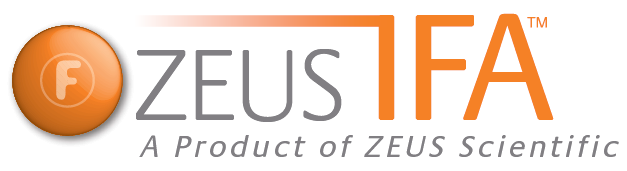 F ZEUS IFA™
A Product of ZEUS Scientific